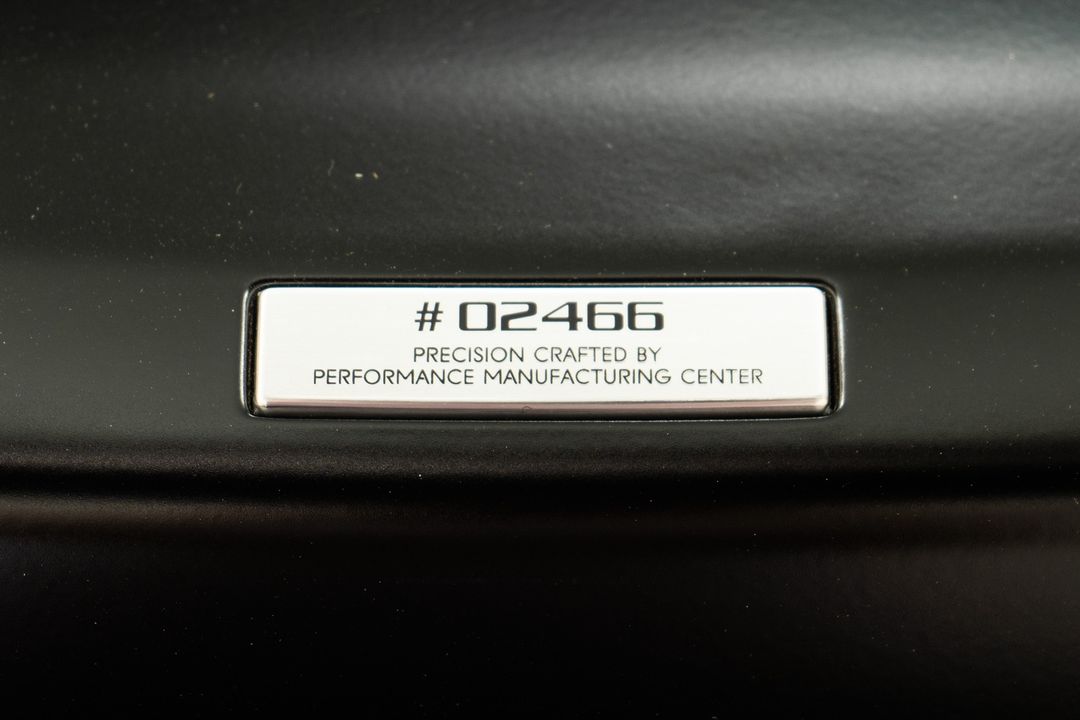 # 02466
PRECISION CRAFTED BY
PERFORMANCE MANUFACTURING CENTER